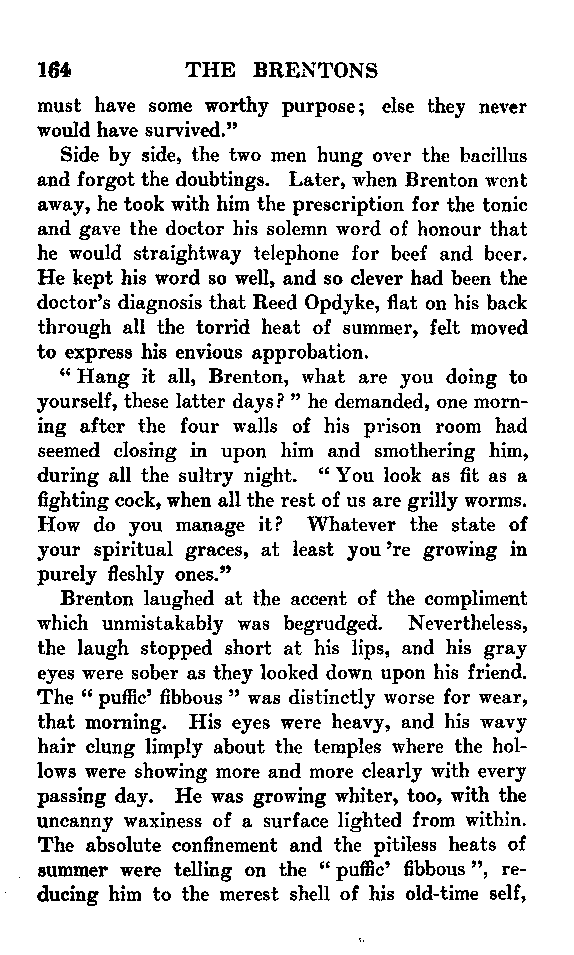 164 THE BRENTONS
must have some worthy purpose; else they never
would have survived.”
Side by side, the two men hung over the bacillus
and forgot the doubtings. Later, when Brenton went
away, he took with him the prescription for the tonic
and gave the doctor his solemn word of honour that
he would straightway telephone for beef and beer.
He kept his word so well, and so clever had been the
doctor’s diagnosis that Reed Opdyke, flat on his back
through all the torrid heat of summer, felt moved
to express his envious approbation.
“ Hang it all, Brenton, what are you doing to
yourself, these latter days? ” he demanded, one morn-
ing after the four walls of his prison room had
seemed closing in upon him and smothering him,
during all the sultry night. “ You look as fit as a
fighting cock, when all the rest of us are grilly worms.
How do you manage it? Whatever the state of
your spiritual graces, at least you ’re growing in
purely fleshly ones.”
Brenton laughed at the accent of the compliment
which unmistakably was begrudged. Nevertheless,
the laugh stopped short at his lips, and his gray
eyes were sober as they looked down upon his friend.
The “ puffic’ fibbous ” was distinctly worse for wear,
that morning. His eyes were heavy, and his wavy
hair clung limply about the temples where the hol-
lows were showing more and more clearly with every
passing day. He was growing whiter, too, with the
uncanny waxiness of a surface lighted from within.
The absolute confinement and the pitiless heats of
summer were telling on the “ puffic’ fibbous ”, re-
ducing him to the merest shell of his old-time self,